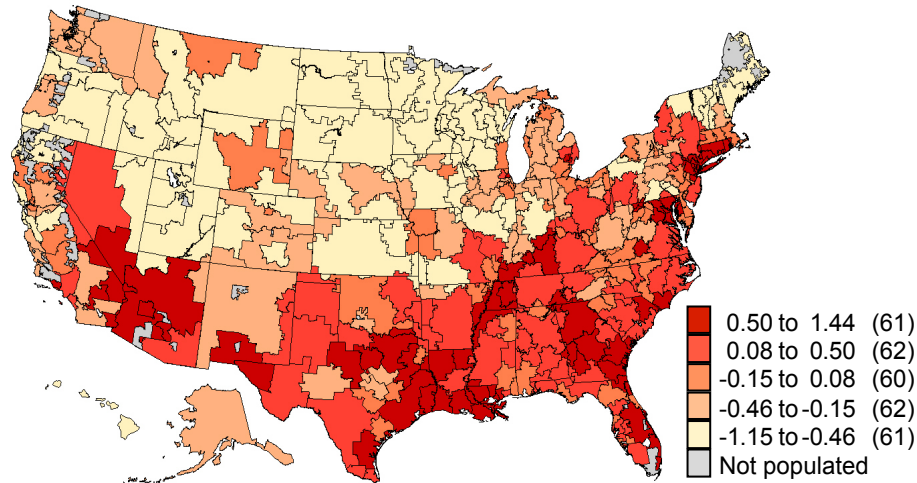 0.50 to 1.44 (61)
0.08 to 0.50 (62)
-0.15 to 0.08 (60)
-0.46 to -0.15 (62)
-1.15 to -0.46 (61)
Not populated